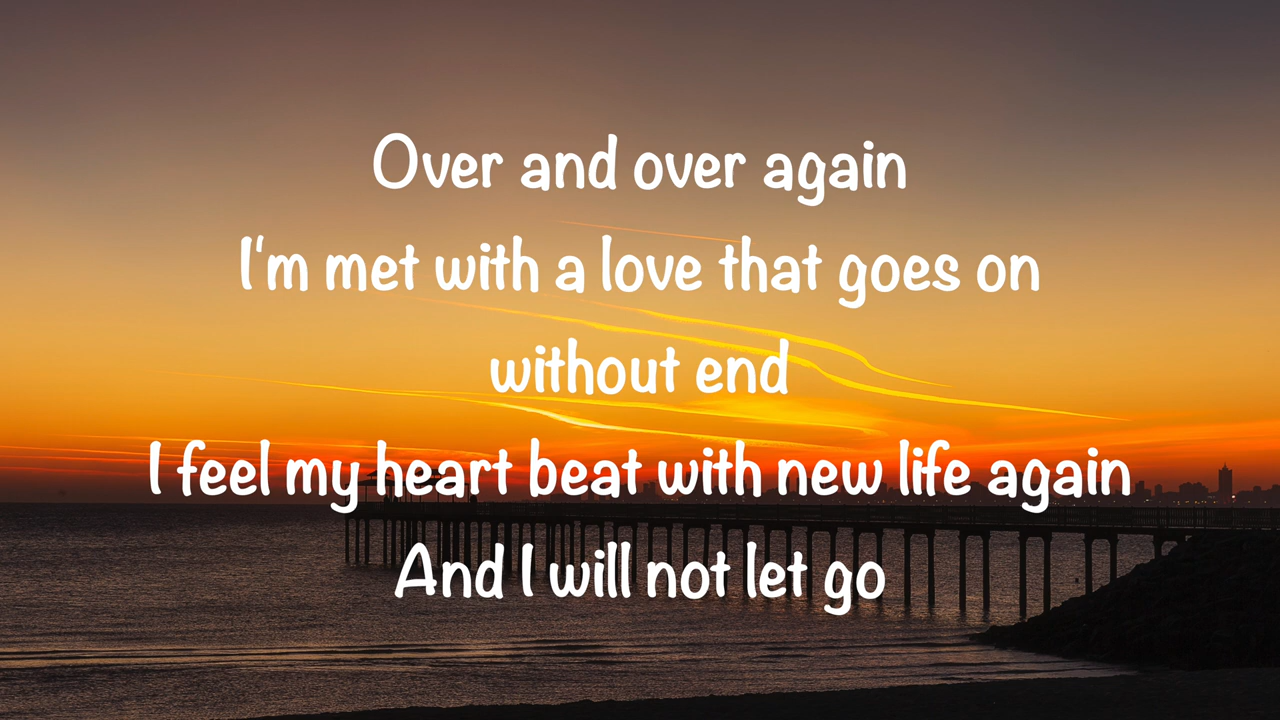 Over and over again
I'm met with a love that goes on
without end
I feel my heart beat with new life again
And I will not let go